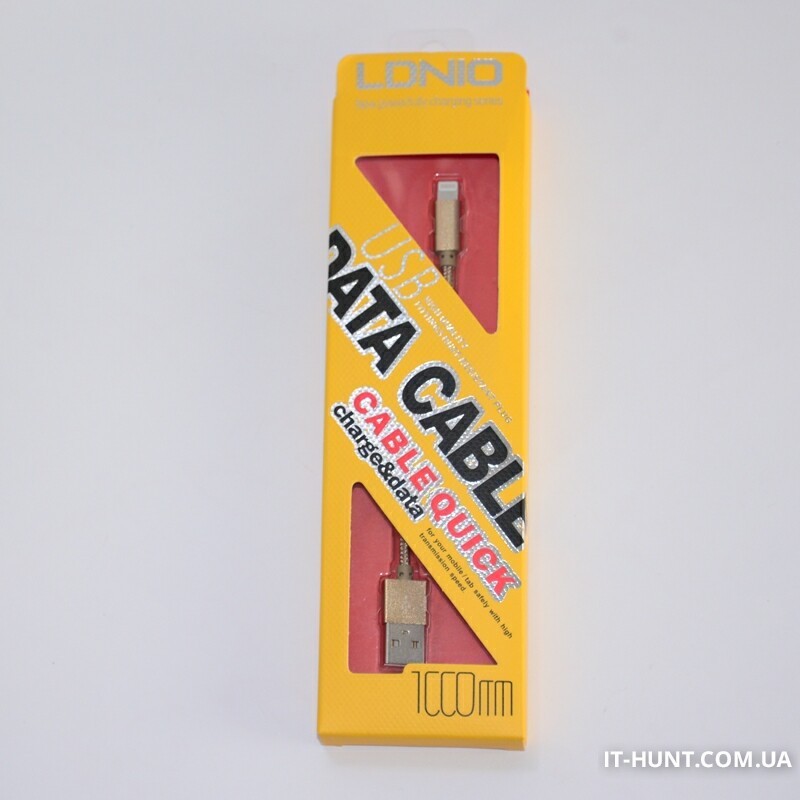 LDNIO
USB
DATA CABLE
CABLE QUICK
charge&data
for your mobile / tab safely with high
transmission speed
1000mm
IT-HUNT.COM.UA